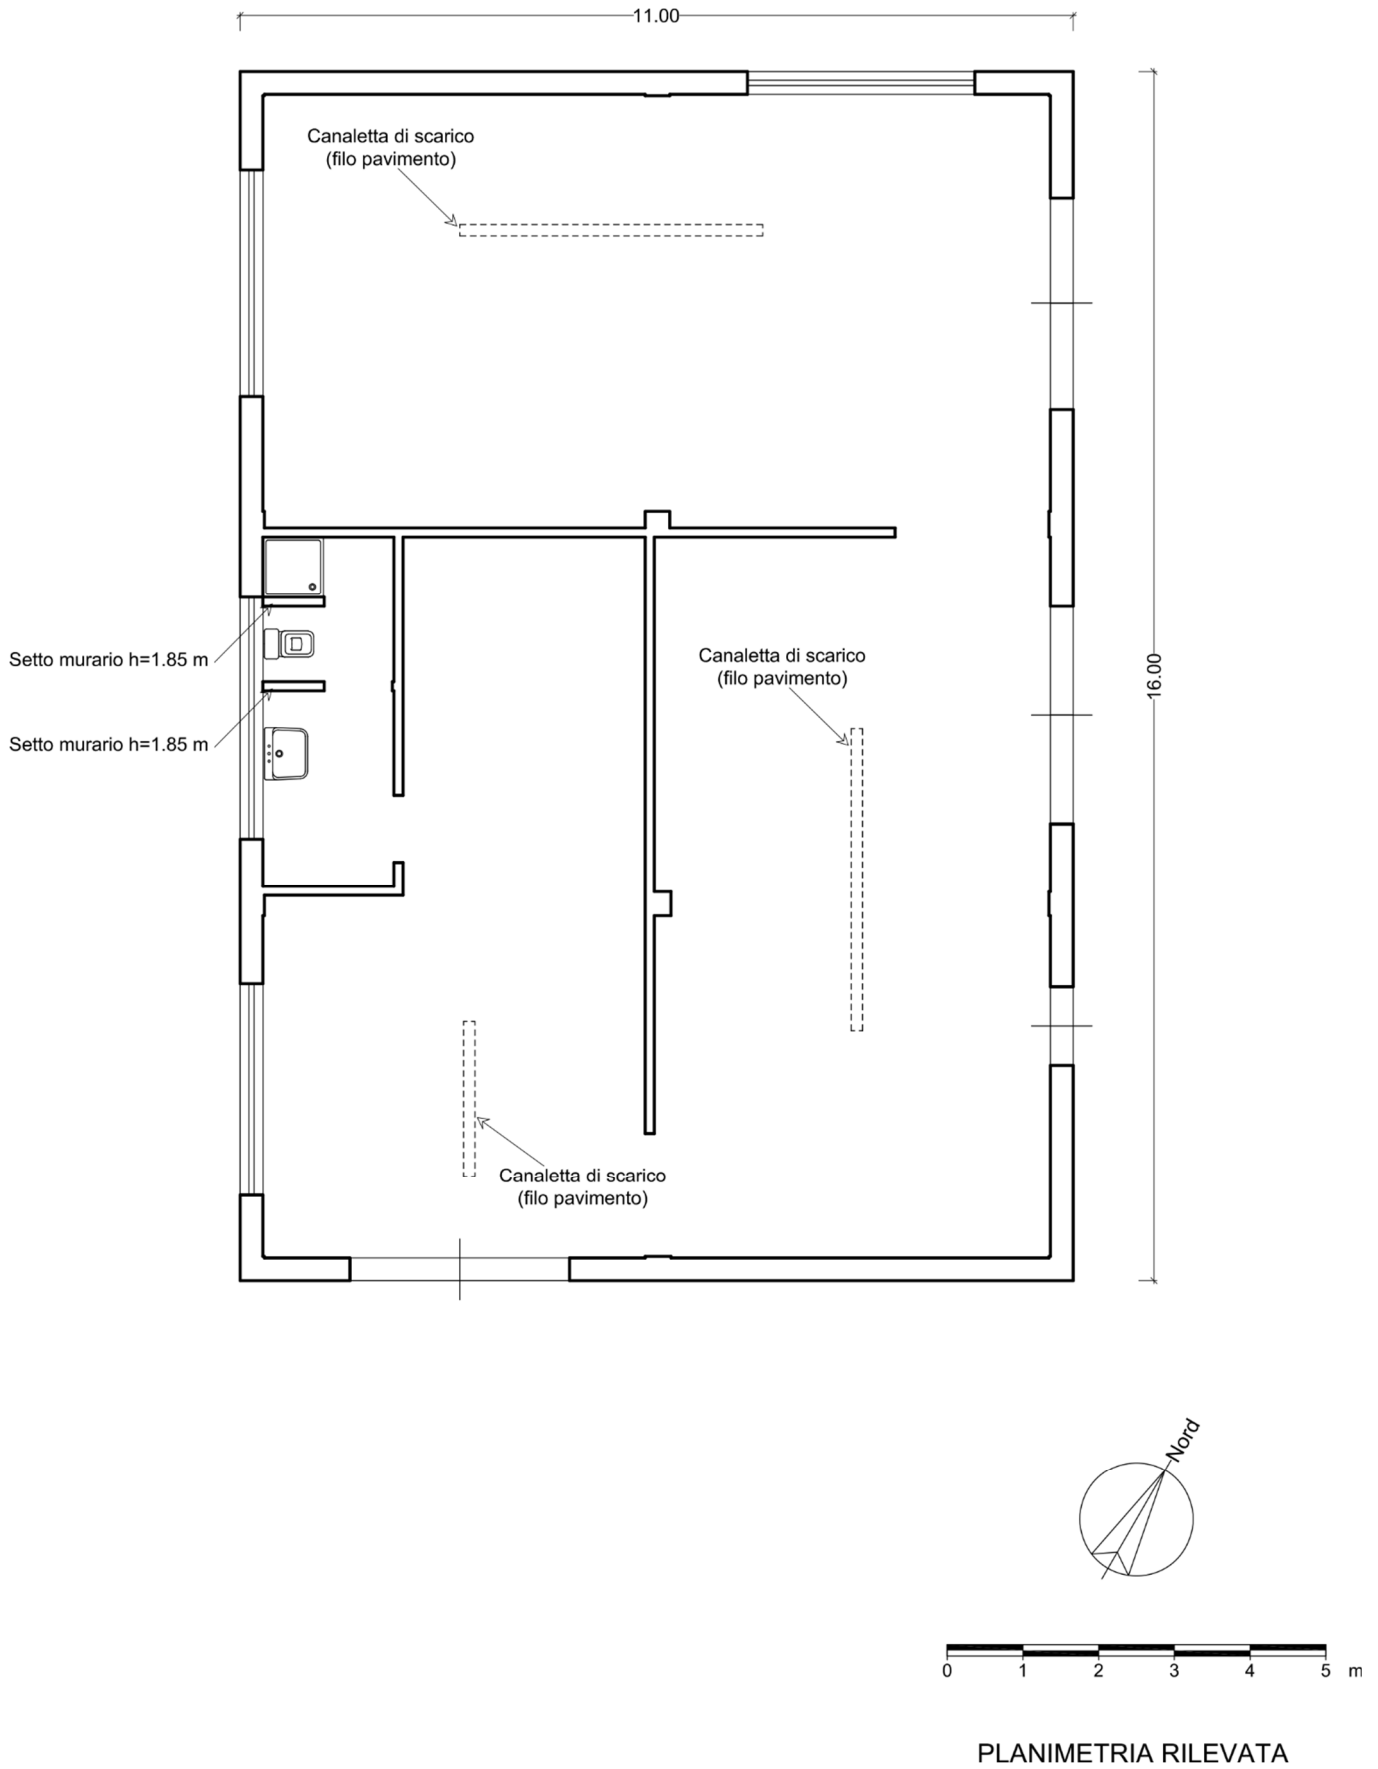 11.00
Canaletta di scarico
(filo pavimento)
Setto murario h=1.85 m
Canaletta di scarico
(filo pavimento)
16.00
Setto murario h=1.85 m
Canaletta di scarico
(filo pavimento)
Nord
0 1 2 3 4 5 m
PLANIMETRIA RILEVATA